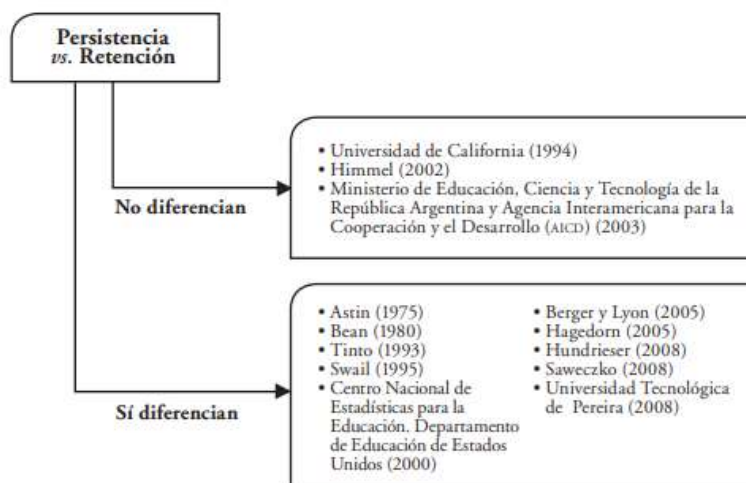 Persistencia
vs. Retención
No diferencian
• Universidad de California (1994)
• Himmel (2002)
• Ministerio de Educación, Ciencia y Tecnología de la
República Argentina y Agencia Interamericana para la
Cooperación y el Desarrollo (AICD) (2003)
Sí diferencian
• Astin (1975)
• Bean (1980)
• Tinto (1993)
• Swail (1995)
• Centro Nacional de
Estadísticas para la
Educación. Departamento
de Educación de Estados
Unidos (2000)
• Berger y Lyon (2005)
• Hagedorn (2005)
• Hundrieser (2008)
• Saweczko (2008)
• Universidad Tecnológica
de Pereira (2008)